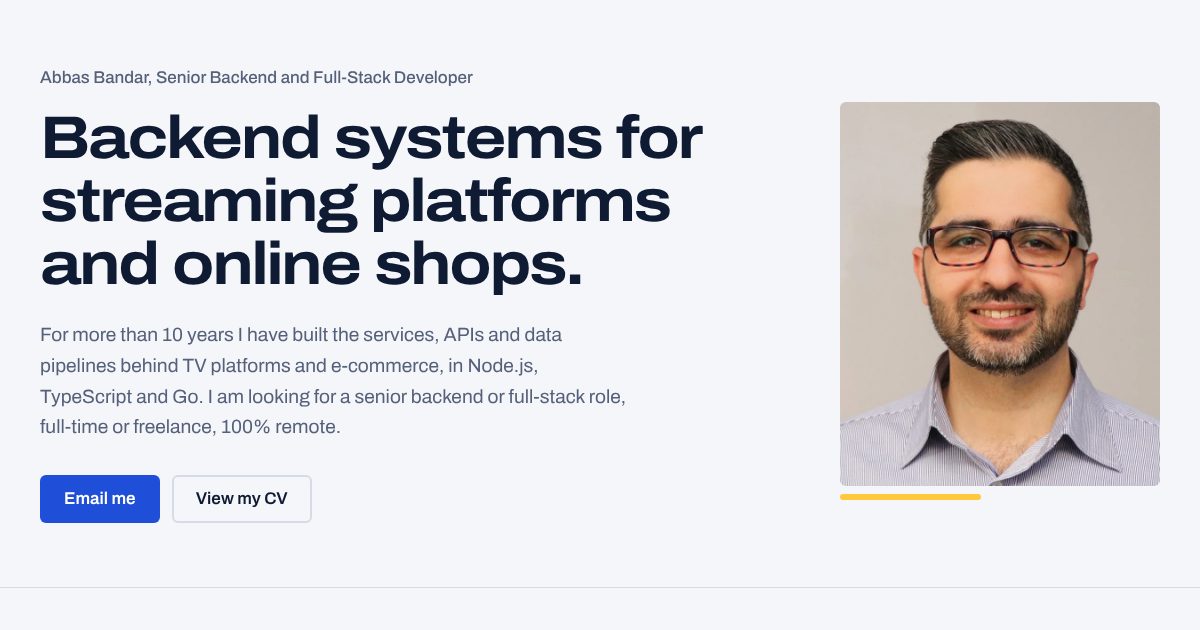 Abbas Bandar, Senior Backend and Full-Stack Developer
Backend systems for
streaming platforms
and online shops.
For more than 10 years I have built the services, APIs and data
pipelines behind TV platforms and e-commerce, in Node.js,
TypeScript and Go. I am looking for a senior backend or full-stack role,
full-time or freelance, 100% remote.
Email me
View my CV